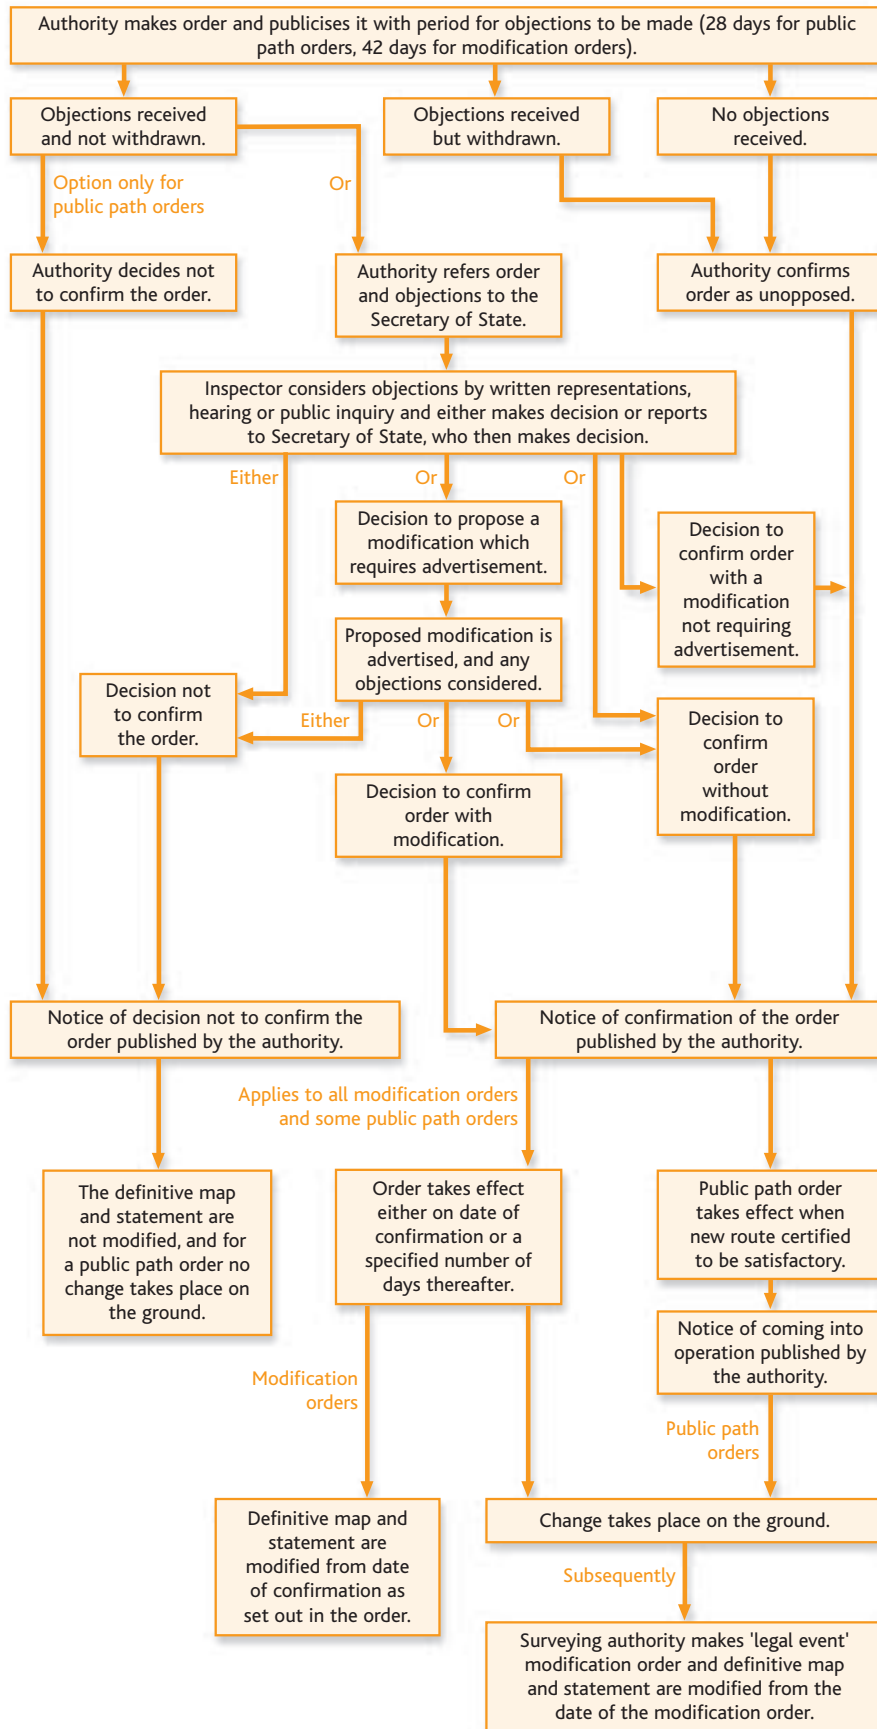 Authority makes order and publicises it with period for objections to be made (28 days for public
path orders, 42 days for modification orders).
Objections received
and not withdrawn.
Objections received
but withdrawn.
No objections
received.
Option only for
public path orders
Or
Authority decides not
to confirm the order.
Authority refers order
and objections to the
Secretary of State.
Authority confirms
order as unopposed.
Inspector considers objections by written representations,
hearing or public inquiry and either makes decision or reports
to Secretary of State, who then makes decision.
Either
Or
Or
Decision to propose a
modification which
requires advertisement.
Decision to
confirm order
with a
modification
not requiring
advertisement.
Proposed modification is
advertised, and any
objections considered.
Decision not
to confirm
the order.
Either
Or
Or
Decision to
confirm
order
without
modification.
Decision to confirm
order with
modification.
Notice of decision not to confirm the
order published by the authority.
Notice of confirmation of the order
published by the authority.
Applies to all modification orders
and some public path orders
The definitive map
and statement are
not modified, and for
a public path order no
change takes place on
the ground.
Order takes effect
either on date of
confirmation or a
specified number of
days thereafter.
Public path order
takes effect when
new route certified
to be satisfactory.
Notice of coming into
operation published by
the authority.
Modification
orders
Public path
orders
Definitive map and
statement are
modified from date
of confirmation as
set out in the order.
Change takes place on the ground.
Subsequently
Surveying authority makes 'legal event'
modification order and definitive map
and statement are modified from the
date of the modification order.